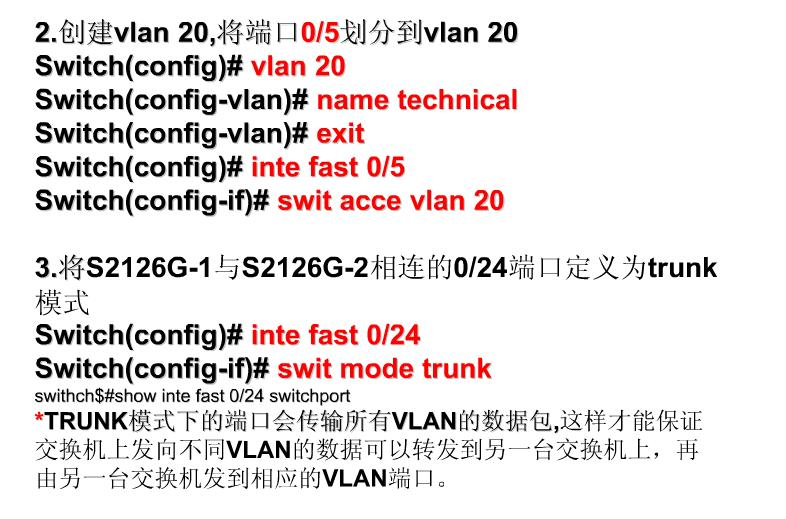 2.创建vlan 20,将端口0/5划分到vlan 20
Switch(config)# vlan 20
Switch(config-vlan)# name technical
Switch(config-vlan)# exit
Switch(config)# inte fast 0/5
Switch(config-if)# swit acce vlan 20
3.将S2126G-1与S2126G-2相连的0/24端口定义为trunk
模式
Switch(config)# inte fast 0/24
Switch(config-if)# swit mode trunk
swithch$#show inte fast 0/24 switchport
*TRUNK模式下的端口会传输所有VLAN的数据包,这样才能保证
交换机上发向不同VLAN的数据可以转发到另一台交换机上，再
由另一台交换机发到相应的VLAN端口。